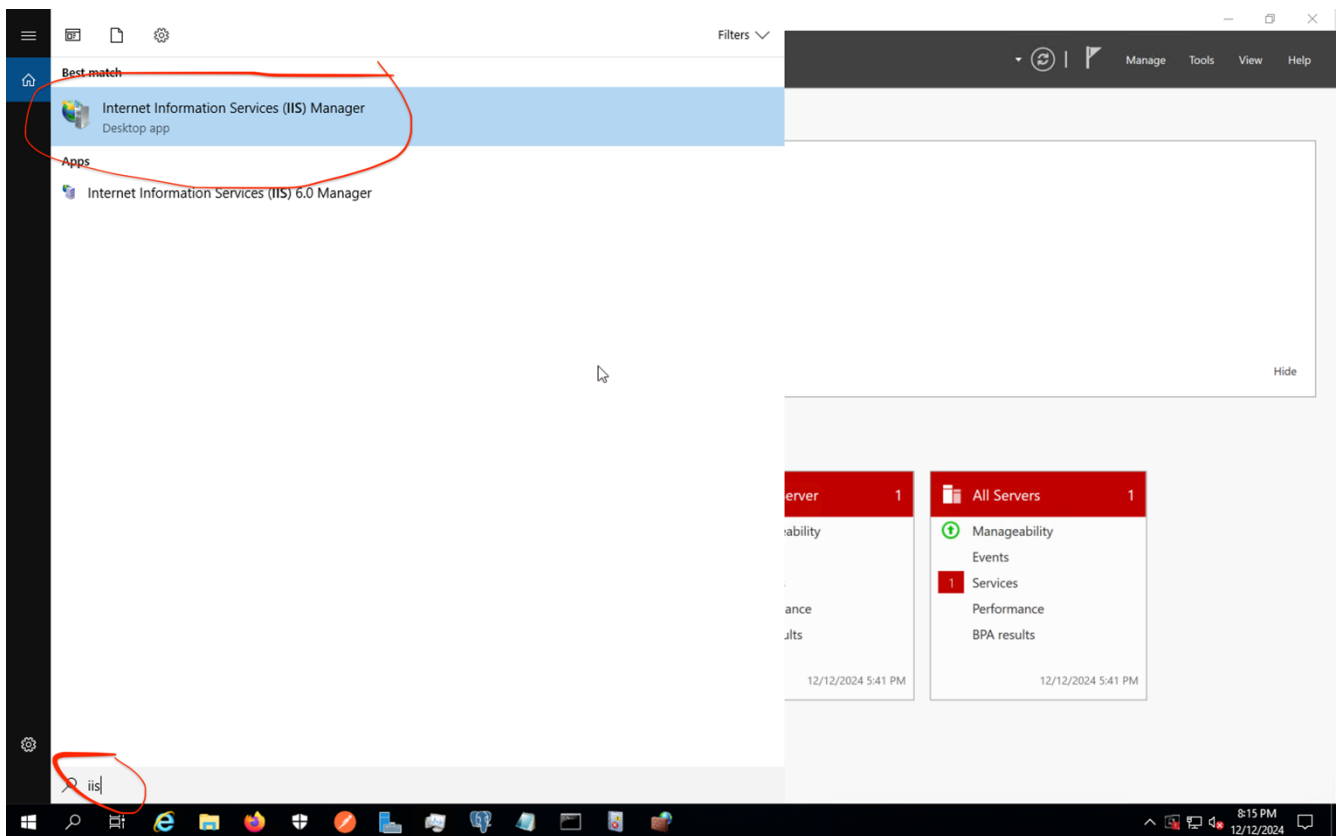 Filters
Manage Tools View Help
Best match
Internet Information Services (IIS) Manager
Desktop app
Apps
Internet Information Services (IIS) 6.0 Manager
Hide
erver 1
All Servers 1
Manageability
Events
1 Services
ance
Performance
BPA results
12/12/2024 5:41 PM
12/12/2024 5:41 PM
iis
8:15 PM
12/12/2024